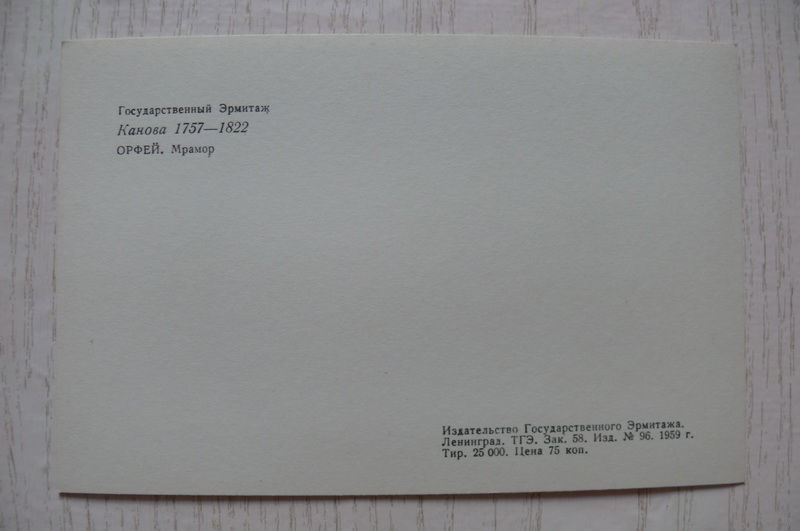 Государственный Эрмитаж
Канова 1757—1822
ОРФЕЙ. Мрамор
Издательство Государственного Эрмитажа.
Ленинград. ТГЭ. Зак. 58. Изд. № 96. 1959 г.
Тир. 25 000. Цена 75 коп.